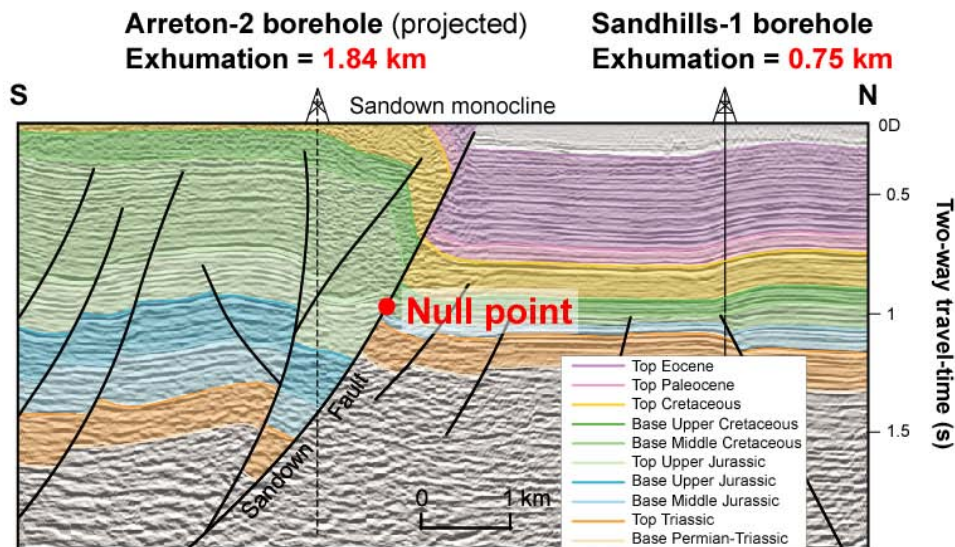 Arreton-2 borehole (projected)
Exhumation = 1.84 km
Sandhills-1 borehole
Exhumation = 0.75 km
S
Sandown monocline
N
0D
0.5
1
1.5
Two-way travel-time (s)
Null point
Sandown Fault
0 1 km
Top Eocene
Top Paleocene
Top Cretaceous
Base Upper Cretaceous
Base Middle Cretaceous
Top Upper Jurassic
Base Upper Jurassic
Base Middle Jurassic
Top Triassic
Base Permian-Triassic